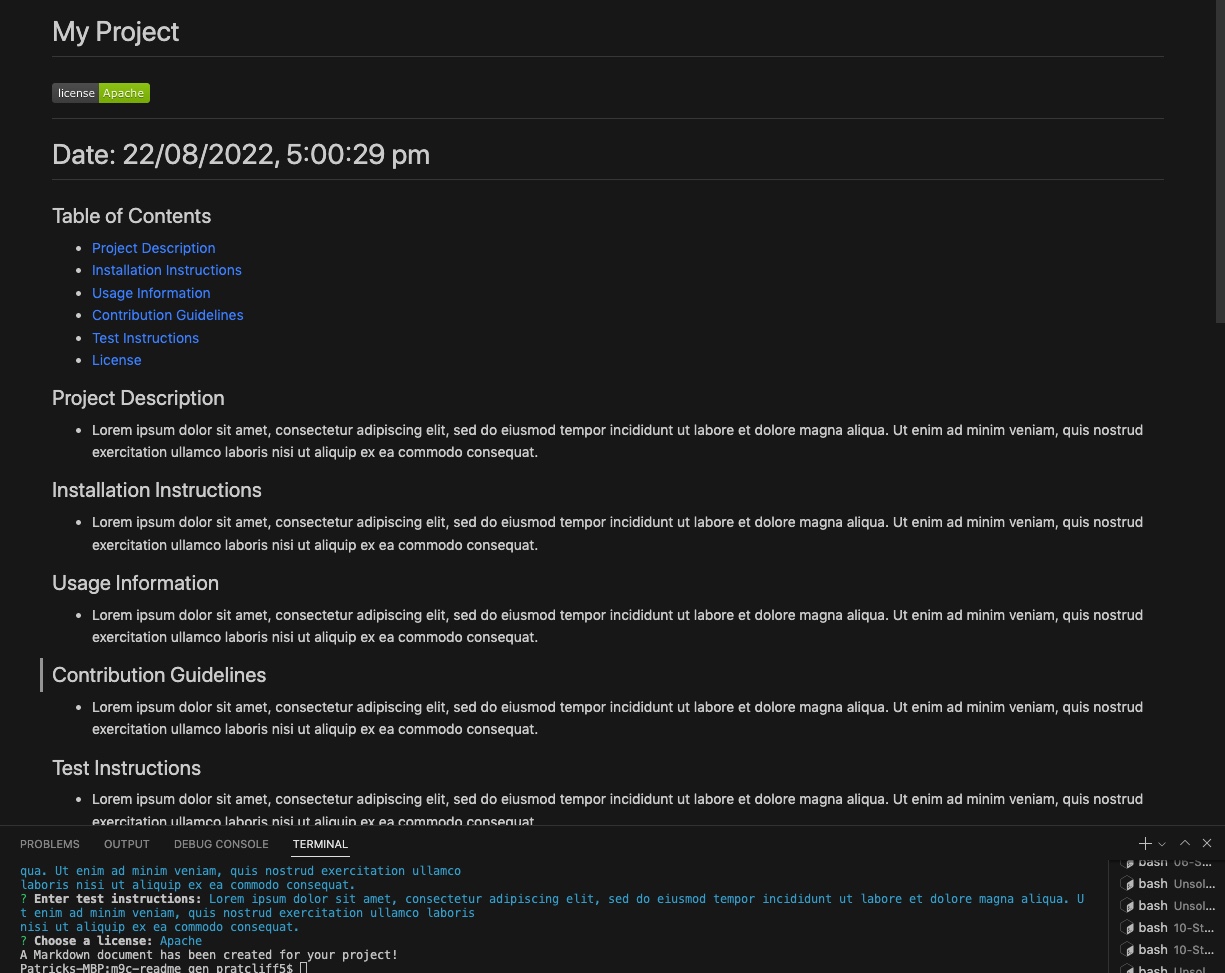 My Project
license Apache
Date: 22/08/2022, 5:00:29 pm
Table of Contents
Project Description
Installation Instructions
Usage Information
Contribution Guidelines
Test Instructions
License
Project Description
Lorem ipsum dolor sit amet, consectetur adipiscing elit, sed do eiusmod tempor incididunt ut labore et dolore magna aliqua. Ut enim ad minim veniam, quis nostrud
exercitation ullamco laboris nisi ut aliquip ex ea commodo consequat.
Installation Instructions
Lorem ipsum dolor sit amet, consectetur adipiscing elit, sed do eiusmod tempor incididunt ut labore et dolore magna aliqua. Ut enim ad minim veniam, quis nostrud
exercitation ullamco laboris nisi ut aliquip ex ea commodo consequat.
Usage Information
Lorem ipsum dolor sit amet, consectetur adipiscing elit, sed do eiusmod tempor incididunt ut labore et dolore magna aliqua. Ut enim ad minim veniam, quis nostrud
exercitation ullamco laboris nisi ut aliquip ex ea commodo consequat.
Contribution Guidelines
Lorem ipsum dolor sit amet, consectetur adipiscing elit, sed do eiusmod tempor incididunt ut labore et dolore magna aliqua. Ut enim ad minim veniam, quis nostrud
exercitation ullamco laboris nisi ut aliquip ex ea commodo consequat.
Test Instructions
Lorem ipsum dolor sit amet, consectetur adipiscing elit, sed do eiusmod tempor incididunt ut labore et dolore magna aliqua. Ut enim ad minim veniam, quis nostrud
exercitation ullamco laboris nisi ut aliquip ex ea commodo consequat.
PROBLEMS OUTPUT DEBUG CONSOLE TERMINAL
qua. Ut enim ad minim veniam, quis nostrud exercitation ullamco
laboris nisi ut aliquip ex ea commodo consequat.
? Enter test instructions: Lorem ipsum dolor sit amet, consectetur adipiscing elit, sed do eiusmod tempor incididunt ut labore et dolore magna aliqua. U
t enim ad minim veniam, quis nostrud exercitation ullamco laboris
nisi ut aliquip ex ea commodo consequat.
? Choose a license: Apache
A Markdown document has been created for your project!
Patricks-MBP:m9c-readme gen pratcliff5$
bash 06-S...
bash Unsol...
bash Unsol...
bash 10-St...
bash 10-St...
bash Unsol...